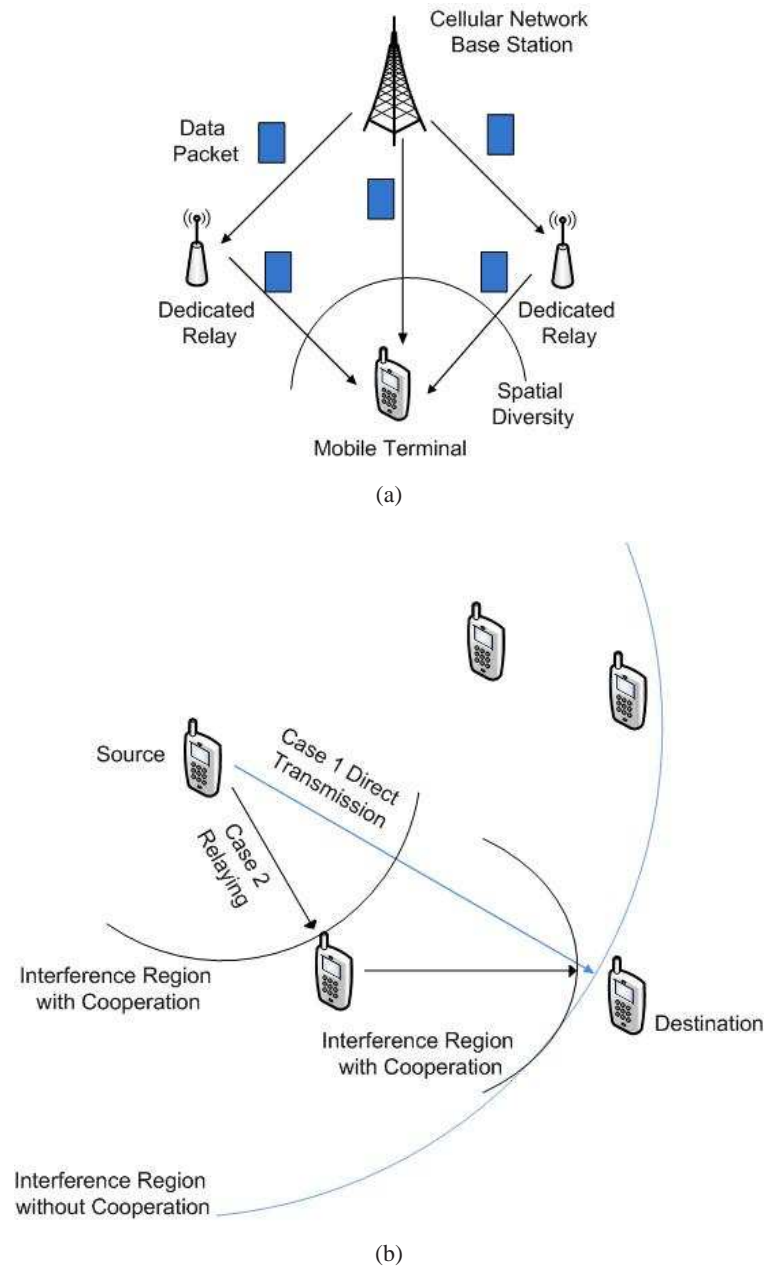 Cellular Network
Base Station
Data
Packet
Dedicated
Relay
Dedicated
Relay
Spatial
Diversity
Mobile Terminal
(a)
Source
Case 1 Direct
Transmission
Case 2
Relaying
Interference Region
with Cooperation
Interference Region
with Cooperation
Destination
Interference Region
without Cooperation
(b)